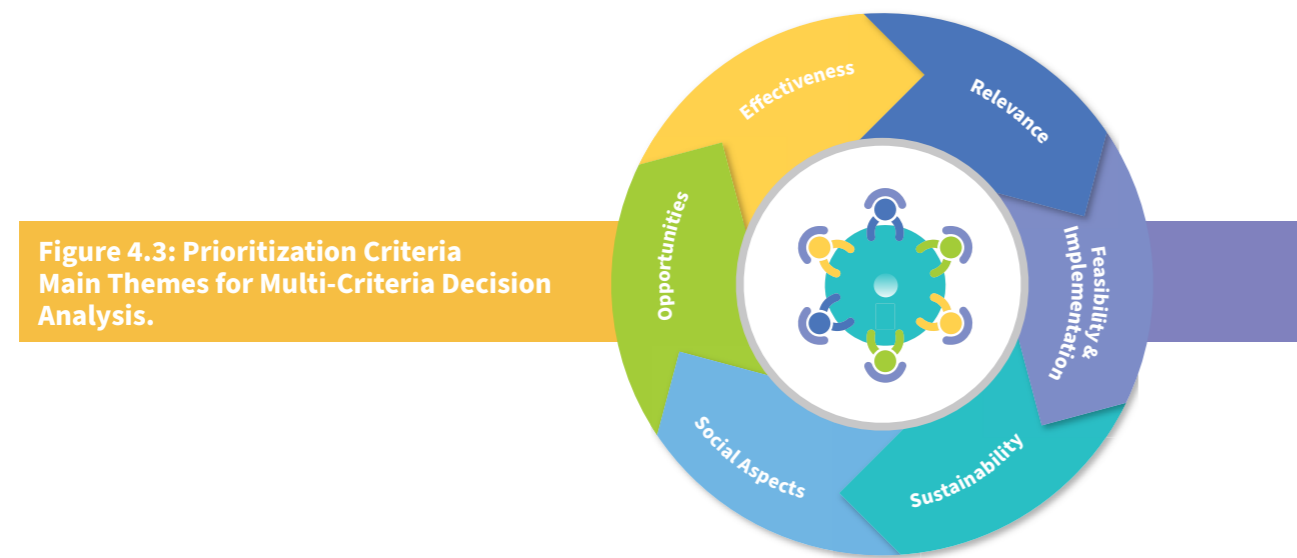 Figure 4.3: Prioritization Criteria
Main Themes for Multi-Criteria Decision
Analysis.
Effectiveness
Relevance
Feasibility &
Implementation
Sustainability
Social Aspects
Opportunities